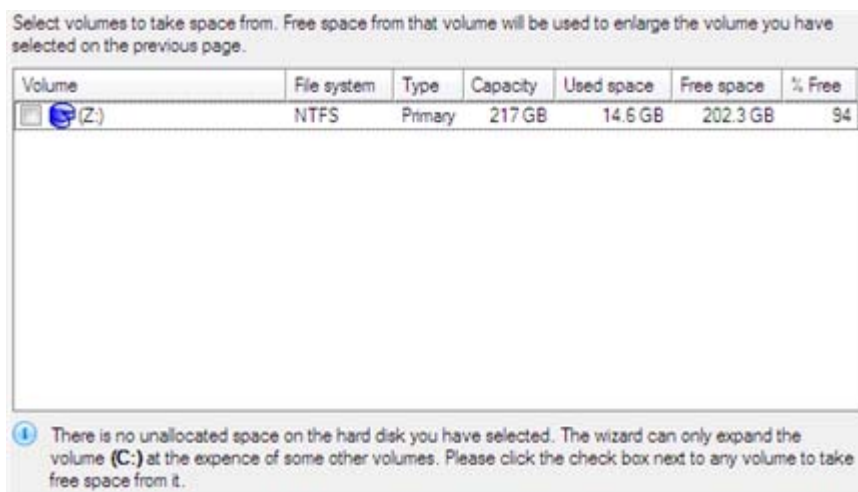 Select volumes to take space from. Free space from that volume will be used to enlarge the volume you have
selected on the previous page.
Volume File system Type Capacity Used space Free space % Free
(Z:) NTFS Primary 217 GB 14.6 GB 202.3 GB 94
There is no unallocated space on the hard disk you have selected. The wizard can only expand the
volume (C:) at the expence of some other volumes. Please click the check box next to any volume to take
free space from it.